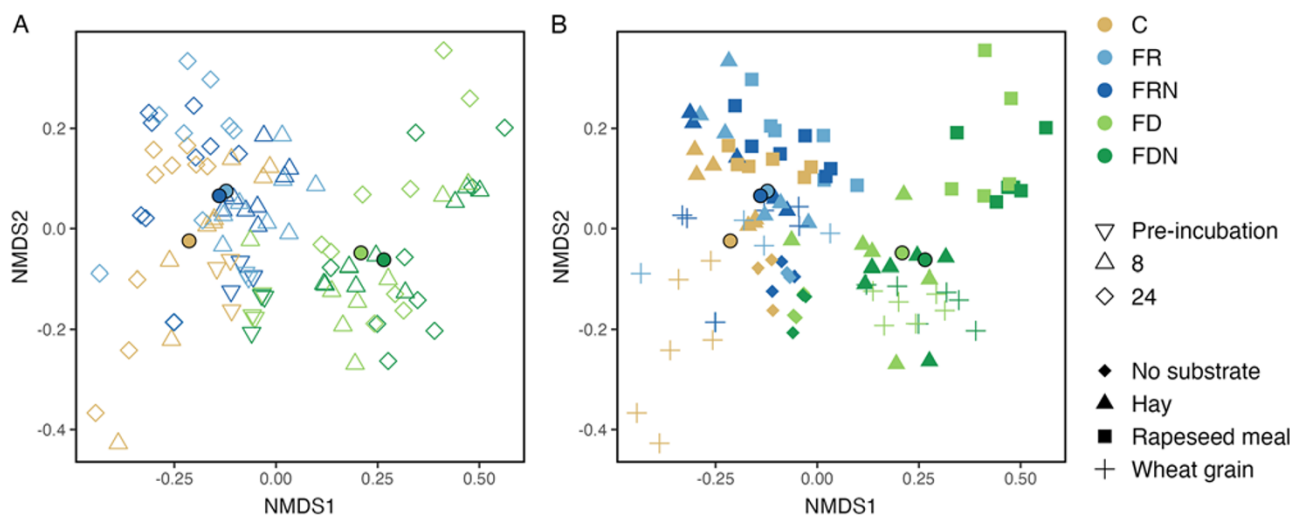 A
0.2
0.0
-0.2
-0.4
NMDS2
-0.25
0.00
0.25
0.50
NMDS1
B
0.2
0.0
-0.2
-0.4
NMDS2
-0.25
0.00
0.25
0.50
NMDS1
C
FR
FRN
FD
FDN
Pre-incubation
8
24
No substrate
Hay
Rapeseed meal
Wheat grain